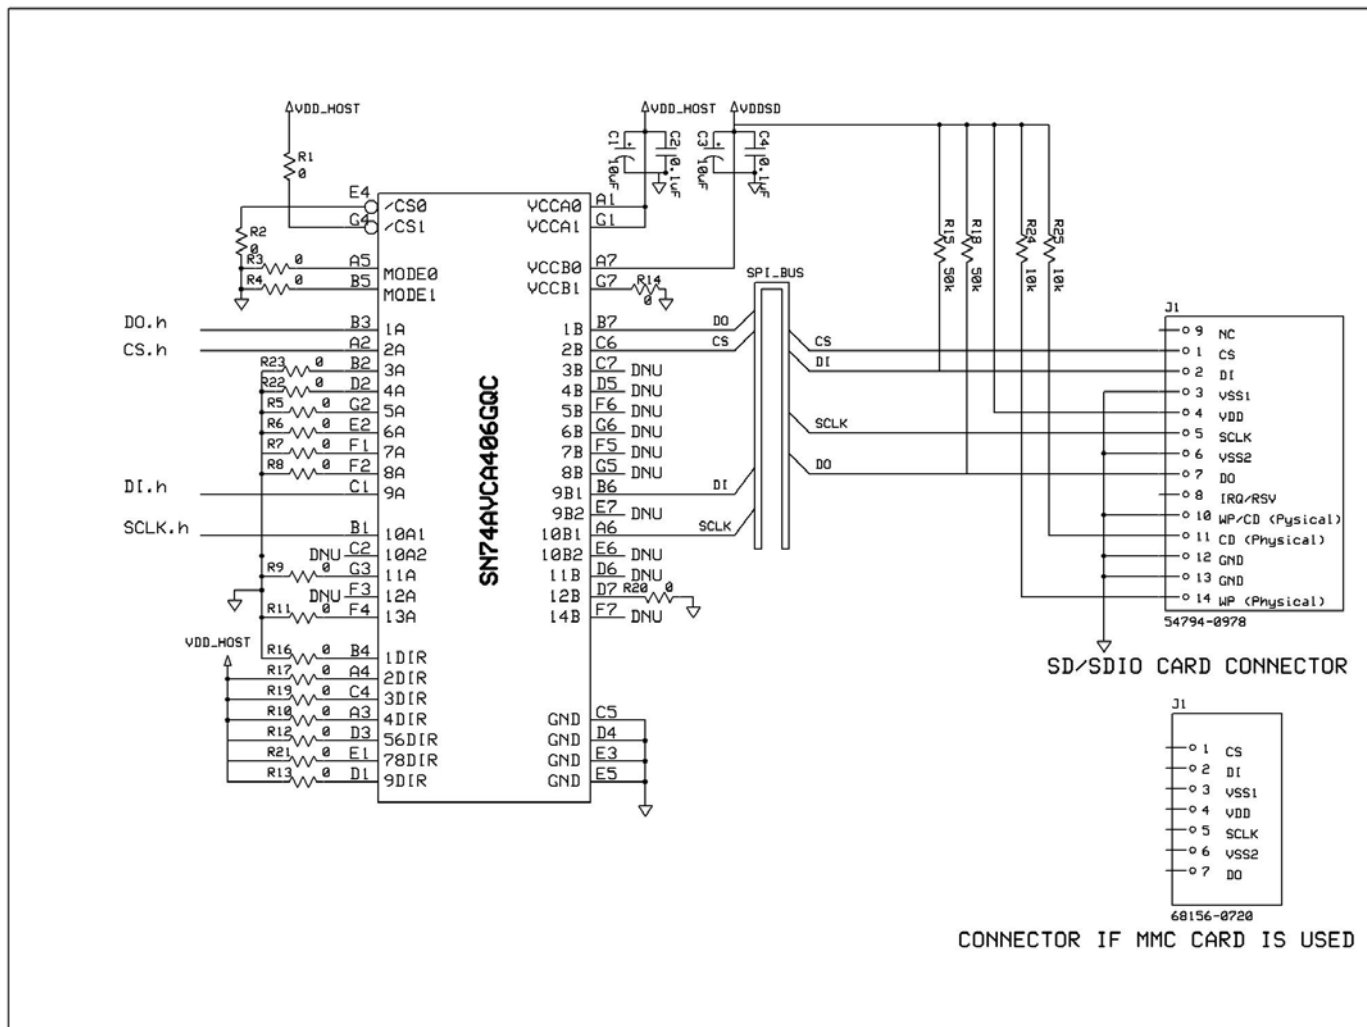 VDD_HOST
VDD_HOST
VDDSD
R1
0
C1
10uF
C2
0.1uF
C3
10uF
C4
0.1uF
E4
/CS0
G4
/CS1
R2
0
R3 0 A5 MODE0
R4 0 B5 MODE1
VCCA0 A1
VCCA1 G1
VCCB0 A7
VCCB1 G7 R14
0
SPI_BUS
R15
50k
R18
50k
R24
10k
R25
10k
DO.h B3 1A
CS.h A2 2A
R23 0 B2 3A
R22 0 D2 4A
R5 0 G2 5A
R6 0 E2 6A
R7 0 F1 7A
R8 0 F2 8A
DI.h C1 9A
SCLK.h B1 10A1
DNU C2 10A2
R9 0 G3 11A
DNU F3 12A
R11 0 F4 13A
VDD_HOST
R16 0 B4 1DIR
R17 0 A4 2DIR
R19 0 C4 3DIR
R10 0 A3 4DIR
R12 0 D3 56DIR
R21 0 E1 78DIR
R13 0 D1 9DIR
SN74AVCA406GQC
1B B7 DO
2B C6 CS
3B C7 DNU
4B D5 DNU
5B F6 DNU
6B G6 DNU
7B F5 DNU
8B G5 DNU
9B1 B6 DI
9B2 E7 DNU
10B1 A6 SCLK
10B2 E6 DNU
11B D6 DNU
12B D7 R20 0
14B F7 DNU
GND C5
GND D4
GND E3
GND E5
CS
DI
SCLK
DO
J1
9 NC
1 CS
2 DI
3 VSS1
4 VDD
5 SCLK
6 VSS2
7 DO
8 IRQ/RSV
10 WP/CD (Pysical)
11 CD (Physical)
12 GND
13 GND
14 WP (Physical)
54794-0978
SD/SDIO CARD CONNECTOR
J1
1 CS
2 DI
3 VSS1
4 VDD
5 SCLK
6 VSS2
7 DO
68156-0720
CONNECTOR IF MMC CARD IS USED